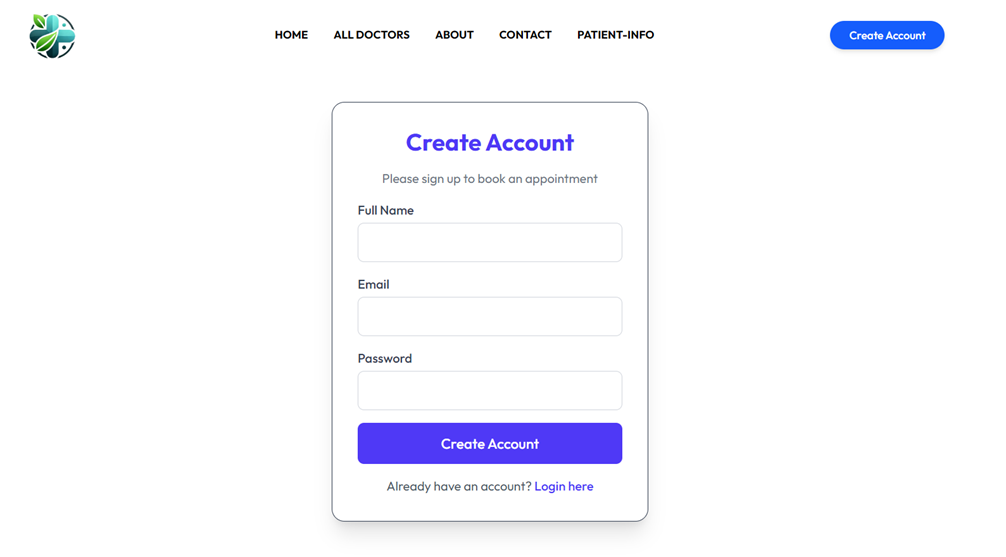 HOME ALL DOCTORS ABOUT CONTACT PATIENT-INFO Create Account
Create Account
Please sign up to book an appointment
Full Name
Email
Password
Create Account
Already have an account? Login here